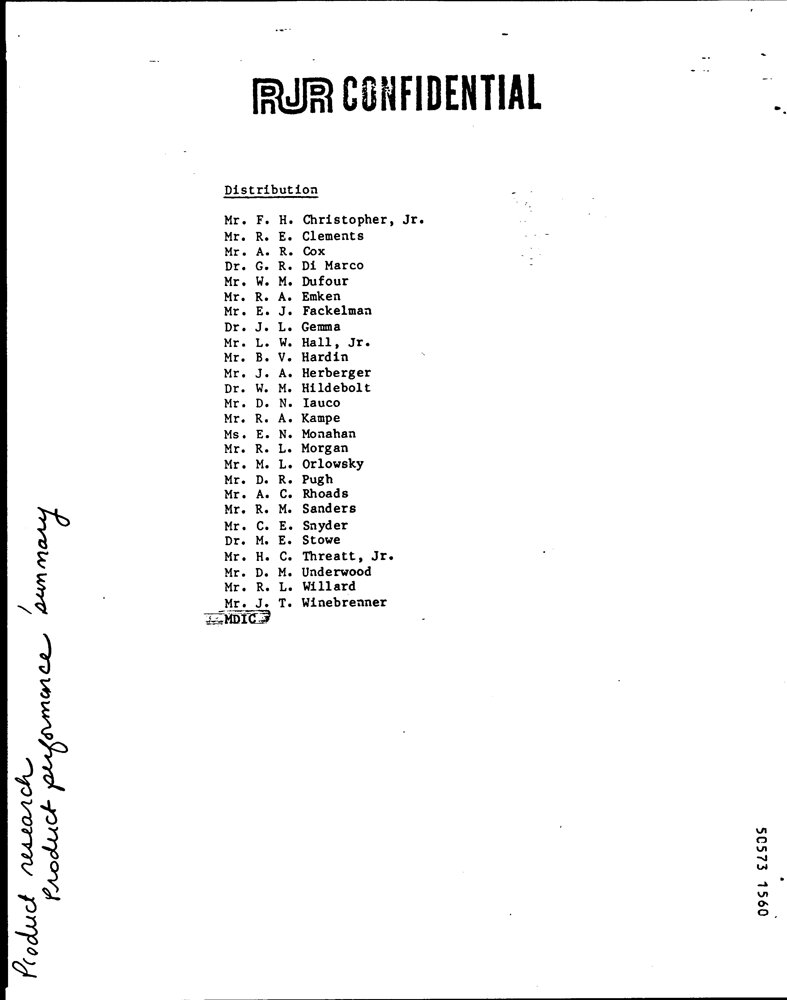 RJR CONFIDENTIAL
Distribution
Mr. F. H. Christopher, Jr.
Mr. R. E. Clements
Mr. A. R. Cox
Dr. G. R. Di Marco
Mr. W. M. Dufour
Mr. R. A. Emken
Mr. E. J. Fackelman
Dr. J. L. Gemma
Mr. L. W. Hall, Jr.
Mr. B. V. Hardin
Mr. J. A. Herberger
Dr. W. M. Hildebolt
Mr. D. N. Iauco
Mr. R. A. Kampe
Ms. E. N. Monahan
Mr. R. L. Morgan
Mr. M. L. Orlowsky
Mr. D. R. Pugh
Mr. A. C. Rhoads
Mr. R. M. Sanders
Mr. C. E. Snyder
Dr. M. E. Stowe
Mr. H. C. Threatt, Jr.
Mr. D. M. Underwood
Mr. R. L. Willard
Mr. J. T. Winebrenner
MDIC
Product research
Product performance summary
50573 1560